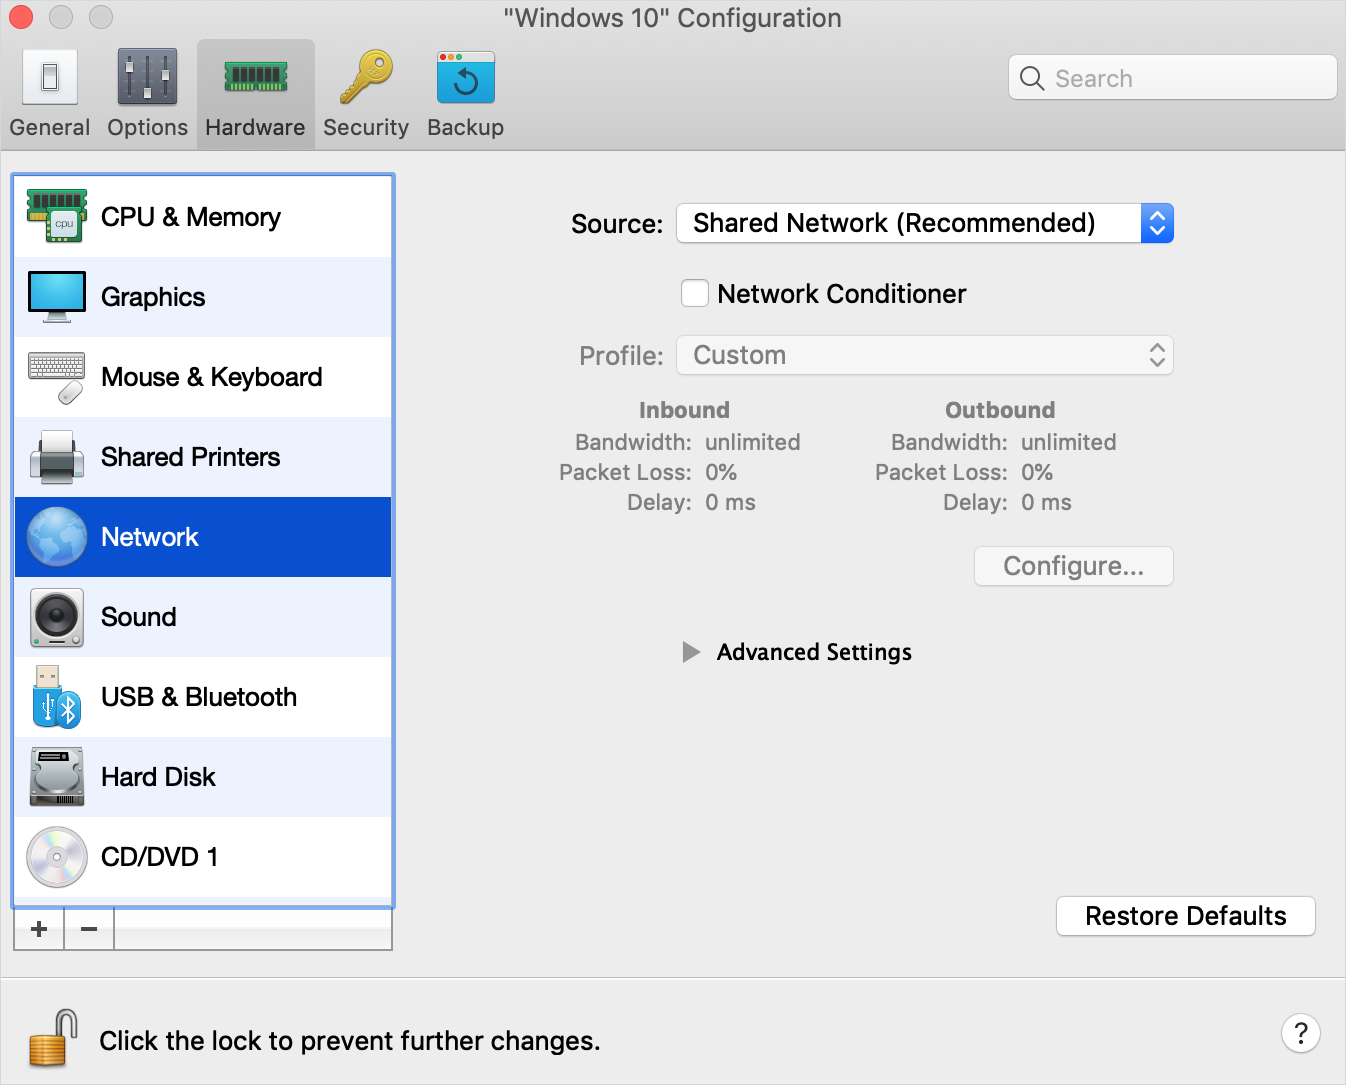 "Windows 10" Configuration
General Options Hardware Security Backup
Search
CPU & Memory
cpu
Graphics
Mouse & Keyboard
Shared Printers
Network
Sound
USB & Bluetooth
Hard Disk
CD/DVD 1
+ −
Source: Shared Network (Recommended)
Network Conditioner
Profile: Custom
Inbound Outbound
Bandwidth: unlimited Bandwidth: unlimited
Packet Loss: 0% Packet Loss: 0%
Delay: 0 ms Delay: 0 ms
Configure...
Advanced Settings
Restore Defaults
Click the lock to prevent further changes.
?